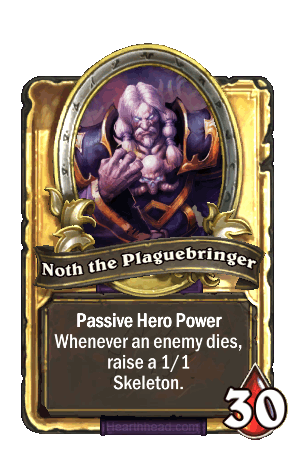 Noth the Plaguebringer
Passive Hero Power
Whenever an enemy dies,
raise a 1/1
Skeleton.
30
Hearthhead.com